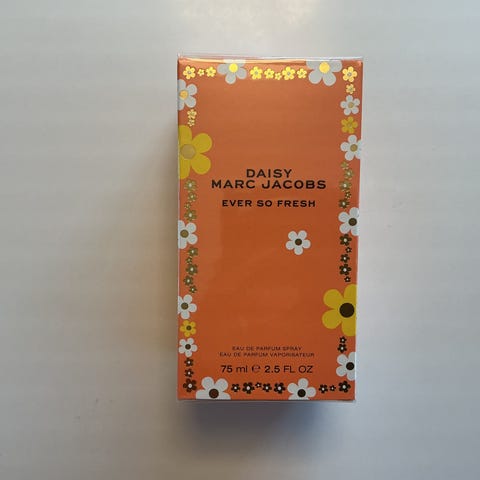 DAISY
MARC JACOBS
EVER SO FRESH
EAU DE PARFUM SPRAY
EAU DE PARFUM VAPORISATEUR
75 ml ℮ 2.5 FL OZ